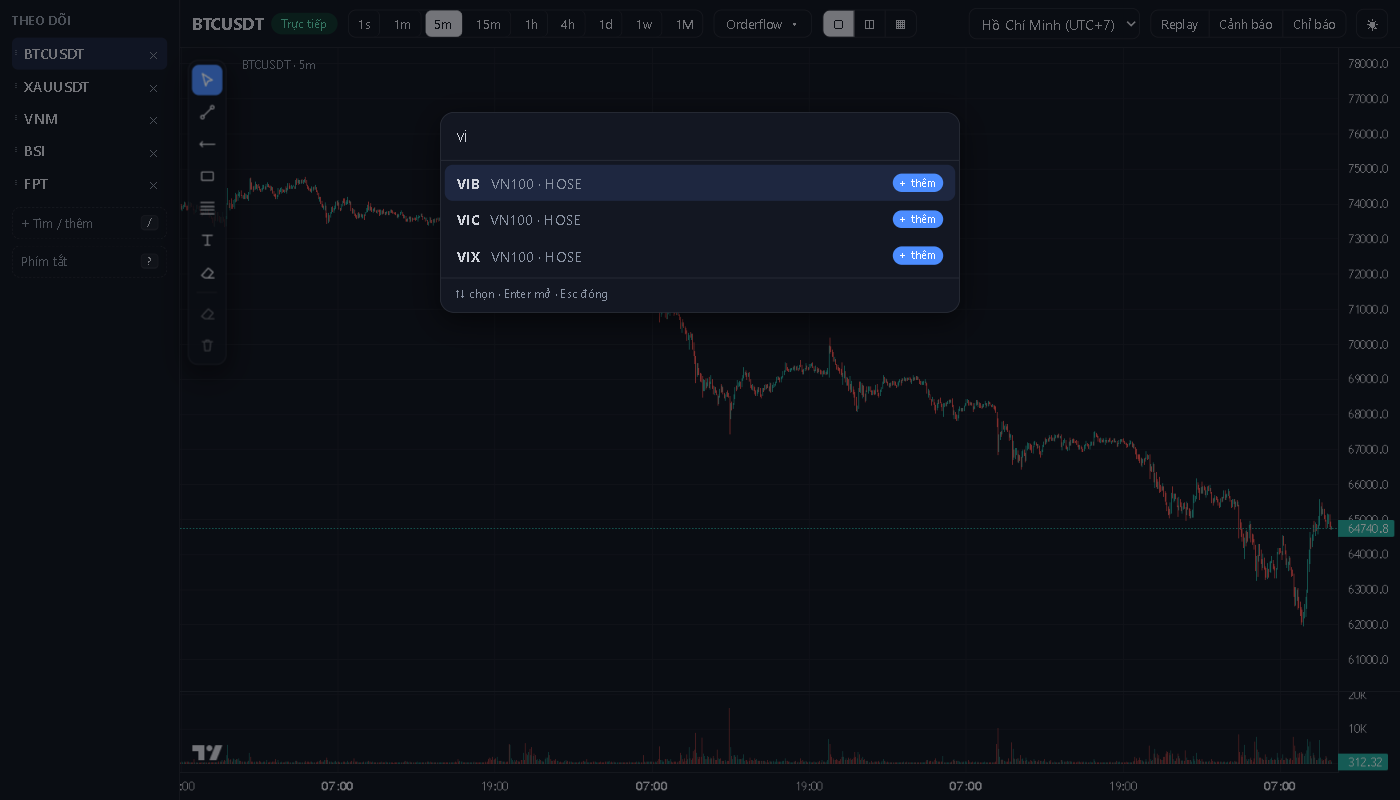 THEO DÕI
BTCUSDT
XAUUSDT
VNM
BSI
FPT
+ Tìm / thêm /
Phím tắt ?
BTCUSDT Trực tiếp 1s 1m 5m 15m 1h 4h 1d 1w 1M Orderflow Hồ Chí Minh (UTC+7) Replay Cảnh báo Chỉ báo
BTCUSDT · 5m
T
vi
VIB VN100 · HOSE + thêm
VIC VN100 · HOSE + thêm
VIX VN100 · HOSE + thêm
↑↓ chọn · Enter mở · Esc đóng
78000.0
77000.0
76000.0
75000.0
74000.0
73000.0
72000.0
71000.0
70000.0
69000.0
68000.0
67000.0
66000.0
65000.0
64740.8
64000.0
63000.0
62000.0
61000.0
20K
10K
312.32
:00 07:00 19:00 07:00 19:00 07:00 19:00 07:00